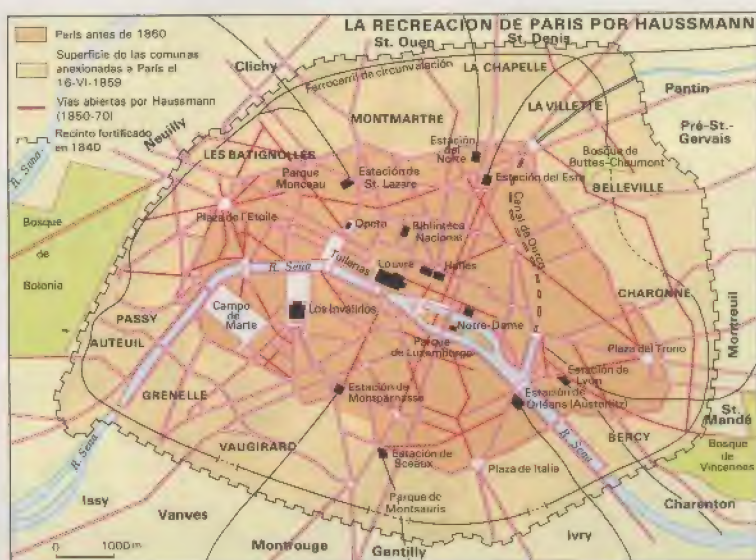 LA RECREACION DE PARIS POR HAUSSMANN
París antes de 1860
Superficie de las comunas
anexionadas a París el
16-VI-1859
Vías abiertas por Haussmann
(1850-70)
Recinto fortificado
en 1840
St. Ouen
St. Denis
Clichy
Ferrocarril de circunvalación
LA CHAPELLE
LA VILLETTE
Pantin
Pré-St.-
Gervais
Neuilly
MONTMARTRE
LES BATIGNOLLES
Parque
Monceau
Estación de
St. Lazare
Estación
del
Norte
Estación del Este
Bosque de
Buttes-Chaumont
BELLEVILLE
R. Sena
Plaza de l'Etoile
Opera
Biblioteca
Nacional
Canal de Ourcq
Bosque
de
Bolonia
R. Sena
Tullerías
Louvre
Halles
CHARONNE
Montreuil
PASSY
AUTEUIL
Campo
de
Marte
Los Inválidos
Notre-Dame
Parque
de Luxemburgo
Plaza del Trono
Estación de
Lyon
GRENELLE
Estación de
Montparnasse
Estación de
Orléans (Austerlitz)
St.
Mandé
R. Sena
VAUGIRARD
Estación de
Sceaux
Plaza de Italia
R. Sena
BERCY
Bosque
de
Vincennes
Issy
Vanves
Parque de
Montsauris
Charenton
Montrouge
Gentilly
Ivry
0 1000 m